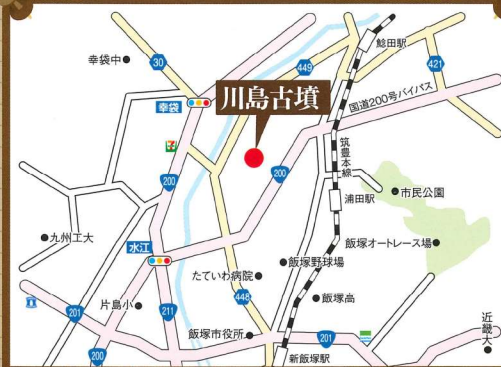 幸袋中
30
449
鯰田駅
421
川島古墳
国道200号バイパス
幸袋
筑豊本線
200
200
浦田駅
市民公園
九州工大
水江
飯塚オートレース場
たていわ病院
飯塚野球場
448
飯塚高
片島小
201
211
飯塚市役所
201
近畿大
200
新飯塚駅